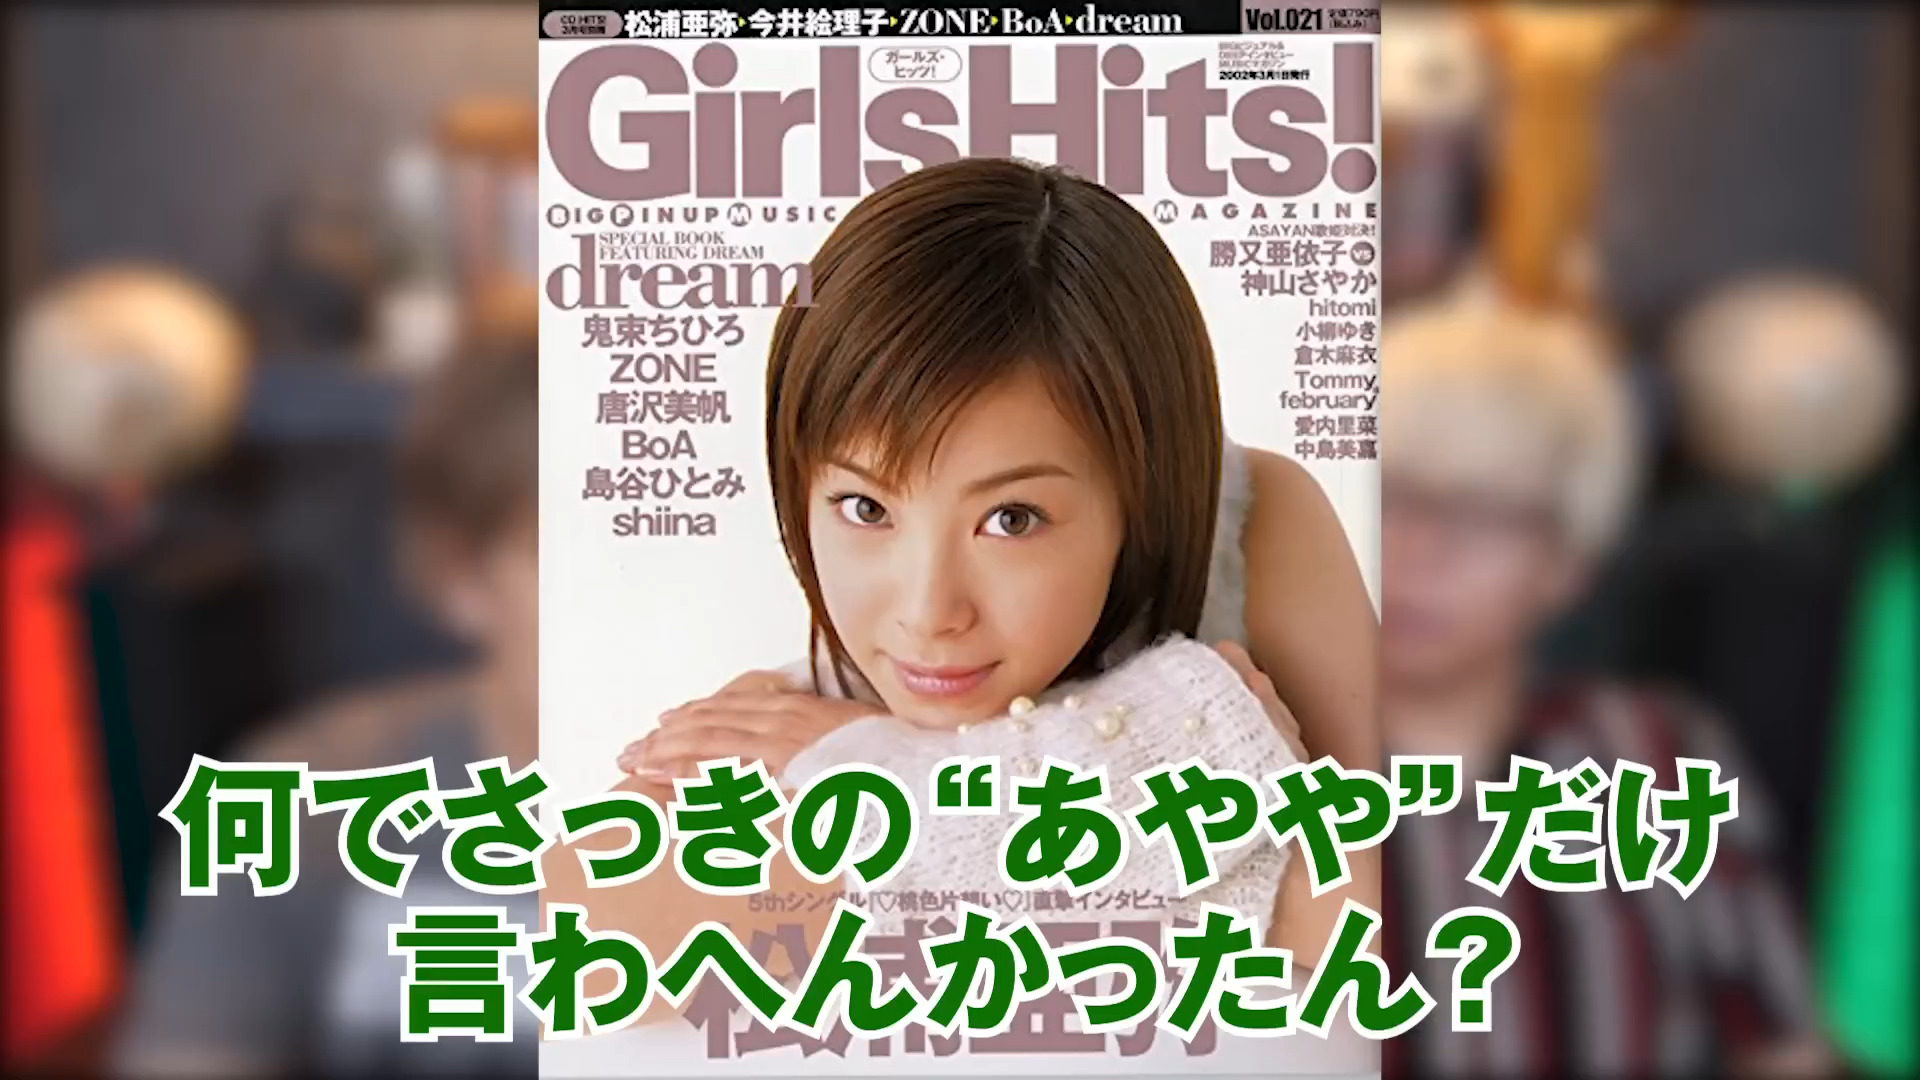 CD HITS! 3月号別冊
松浦亜弥・今井絵理子・ZONE・BoA・dream
Vol.021
ガールズ・
ヒッツ!
2002年3月1日発行
GirlsHits!
BIG PINUP MUSIC MAGAZINE
SPECIAL BOOK
FEATURING DREAM
dream
鬼束ちひろ
ZONE
唐沢美帆
BoA
島谷ひとみ
shiina
ASAYAN歌姫対決!
勝又亜依子VS
神山さやか
hitomi
小柳ゆき
倉木麻衣
Tommy
february
愛内里菜
中島美嘉
何でさっきの“あやや”だけ
5thシングル「♡桃色片想い♡」直撃インタビュー
言わへんかったん?
松浦亜弥